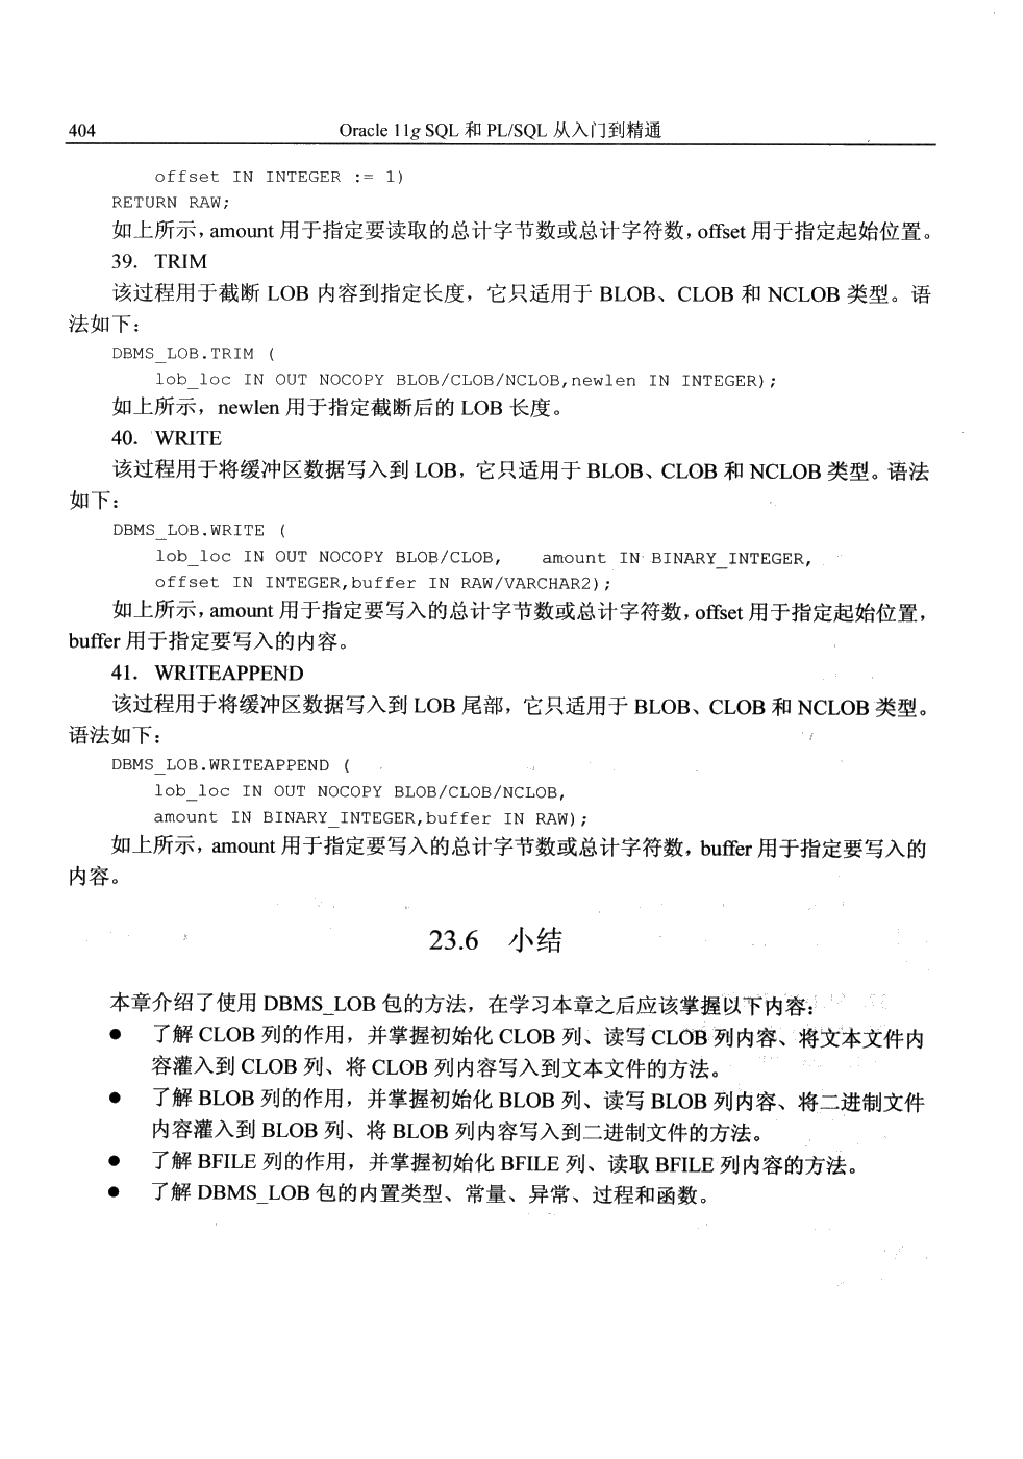 404
Oracle 11g SQL 和 PL/SQL 从入门到精通
offset IN INTEGER := 1)
RETURN RAW;
如上所示，amount 用于指定要读取的总计字节数或总计字符数，offset 用于指定起始位置。
39. TRIM
该过程用于截断 LOB 内容到指定长度，它只适用于 BLOB、CLOB 和 NCLOB 类型。语
法如下：
DBMS_LOB.TRIM (
lob_loc IN OUT NOCOPY BLOB/CLOB/NCLOB,newlen IN INTEGER);
如上所示，newlen 用于指定截断后的 LOB 长度。
40. WRITE
该过程用于将缓冲区数据写入到 LOB，它只适用于 BLOB、CLOB 和 NCLOB 类型。语法
如下：
DBMS_LOB.WRITE (
lob_loc IN OUT NOCOPY BLOB/CLOB, amount IN BINARY_INTEGER,
offset IN INTEGER,buffer IN RAW/VARCHAR2);
如上所示，amount 用于指定要写入的总计字节数或总计字符数，offset 用于指定起始位置，
buffer 用于指定要写入的内容。
41. WRITEAPPEND
该过程用于将缓冲区数据写入到 LOB 尾部，它只适用于 BLOB、CLOB 和 NCLOB 类型。
语法如下：
DBMS_LOB.WRITEAPPEND (
lob_loc IN OUT NOCOPY BLOB/CLOB/NCLOB,
amount IN BINARY_INTEGER,buffer IN RAW);
如上所示，amount 用于指定要写入的总计字节数或总计字符数，buffer 用于指定要写入的
内容。
23.6 小结
本章介绍了使用 DBMS_LOB 包的方法，在学习本章之后应该掌握以下内容：
● 了解 CLOB 列的作用，并掌握初始化 CLOB 列、读写 CLOB 列内容、将文本文件内
容灌入到 CLOB 列、将 CLOB 列内容写入到文本文件的方法。
● 了解 BLOB 列的作用，并掌握初始化 BLOB 列、读写 BLOB 列内容、将二进制文件
内容灌入到 BLOB 列、将 BLOB 列内容写入到二进制文件的方法。
● 了解 BFILE 列的作用，并掌握初始化 BFILE 列、读取 BFILE 列内容的方法。
● 了解 DBMS_LOB 包的内置类型、常量、异常、过程和函数。